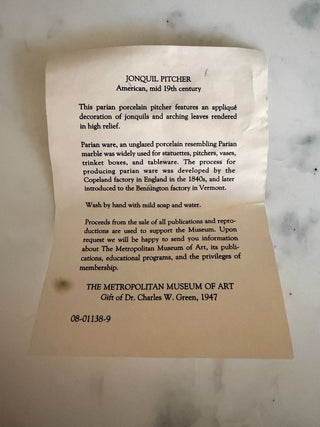 JONQUIL PITCHER
American, mid 19th century
This parian porcelain pitcher features an appliqué
decoration of jonquils and arching leaves rendered
in high relief.
Parian ware, an unglazed porcelain resembling Parian
marble was widely used for statuettes, pitchers, vases,
trinket boxes, and tableware. The process for
producing parian ware was developed by the
Copeland factory in England in the 1840s, and later
introduced to the Bennington factory in Vermont.
Wash by hand with mild soap and water.
Proceeds from the sale of all publications and repro-
ductions are used to support the Museum. Upon
request we will be happy to send you information
about The Metropolitan Museum of Art, its publi-
cations, educational programs, and the privileges of
membership.
THE METROPOLITAN MUSEUM OF ART
Gift of Dr. Charles W. Green, 1947
08-01138-9